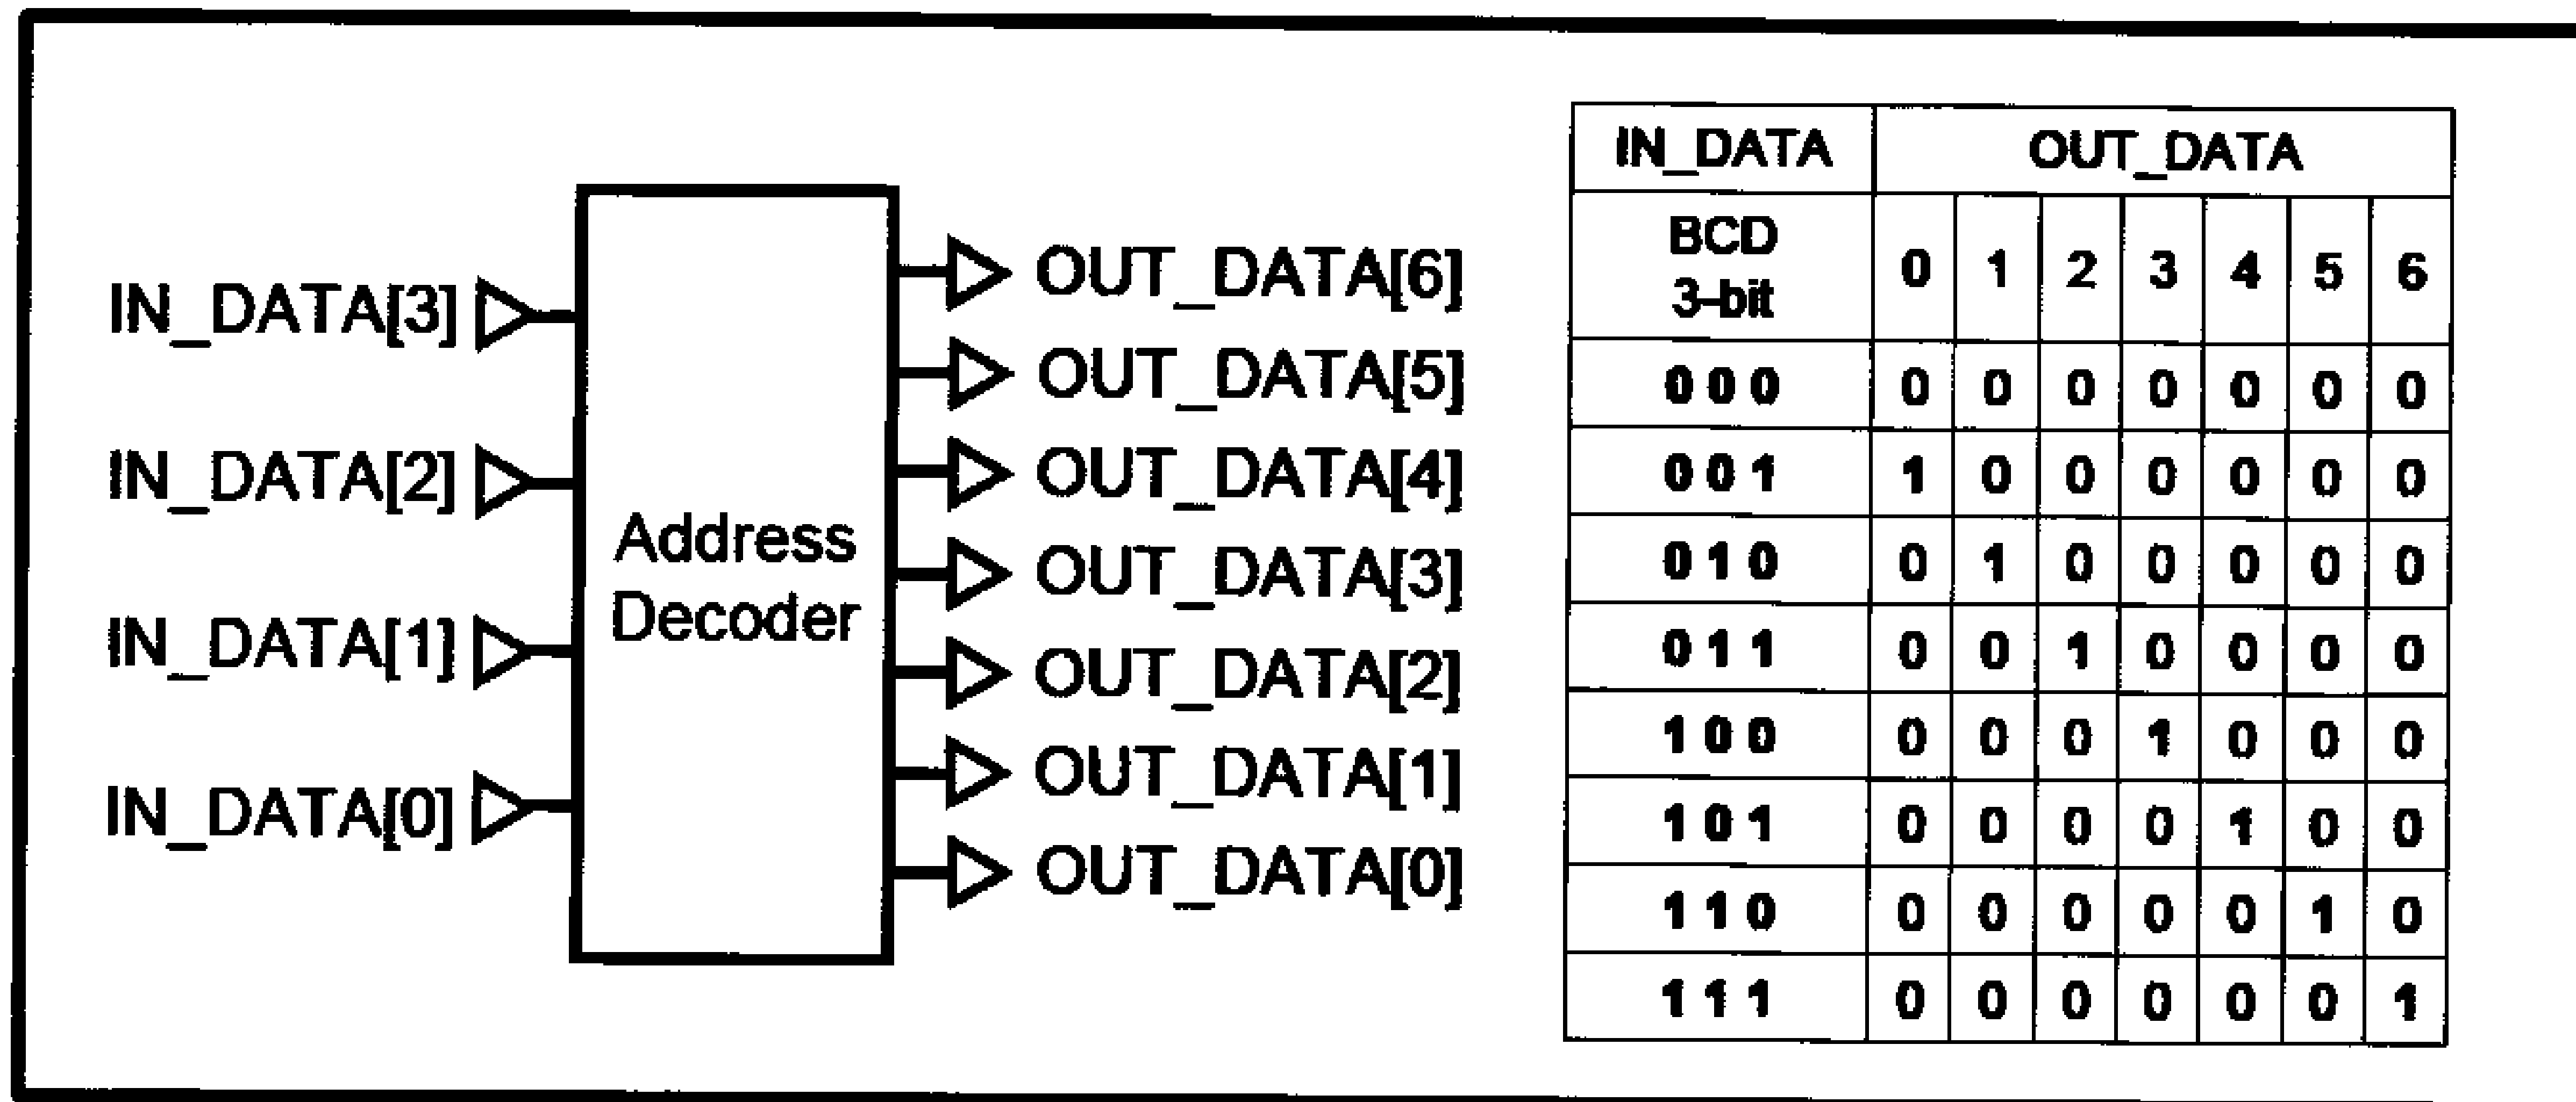 IN_DATA[3]
IN_DATA[2]
IN_DATA[1]
IN_DATA[0]
Address
Decoder
OUT_DATA[6]
OUT_DATA[5]
OUT_DATA[4]
OUT_DATA[3]
OUT_DATA[2]
OUT_DATA[1]
OUT_DATA[0]
IN_DATA OUT_DATA
BCD
3-bit 0 1 2 3 4 5 6
0 0 0 0 0 0 0 0 0 0
0 0 1 1 0 0 0 0 0 0
0 1 0 0 1 0 0 0 0 0
0 1 1 0 0 1 0 0 0 0
1 0 0 0 0 0 1 0 0 0
1 0 1 0 0 0 0 1 0 0
1 1 0 0 0 0 0 0 1 0
1 1 1 0 0 0 0 0 0 1